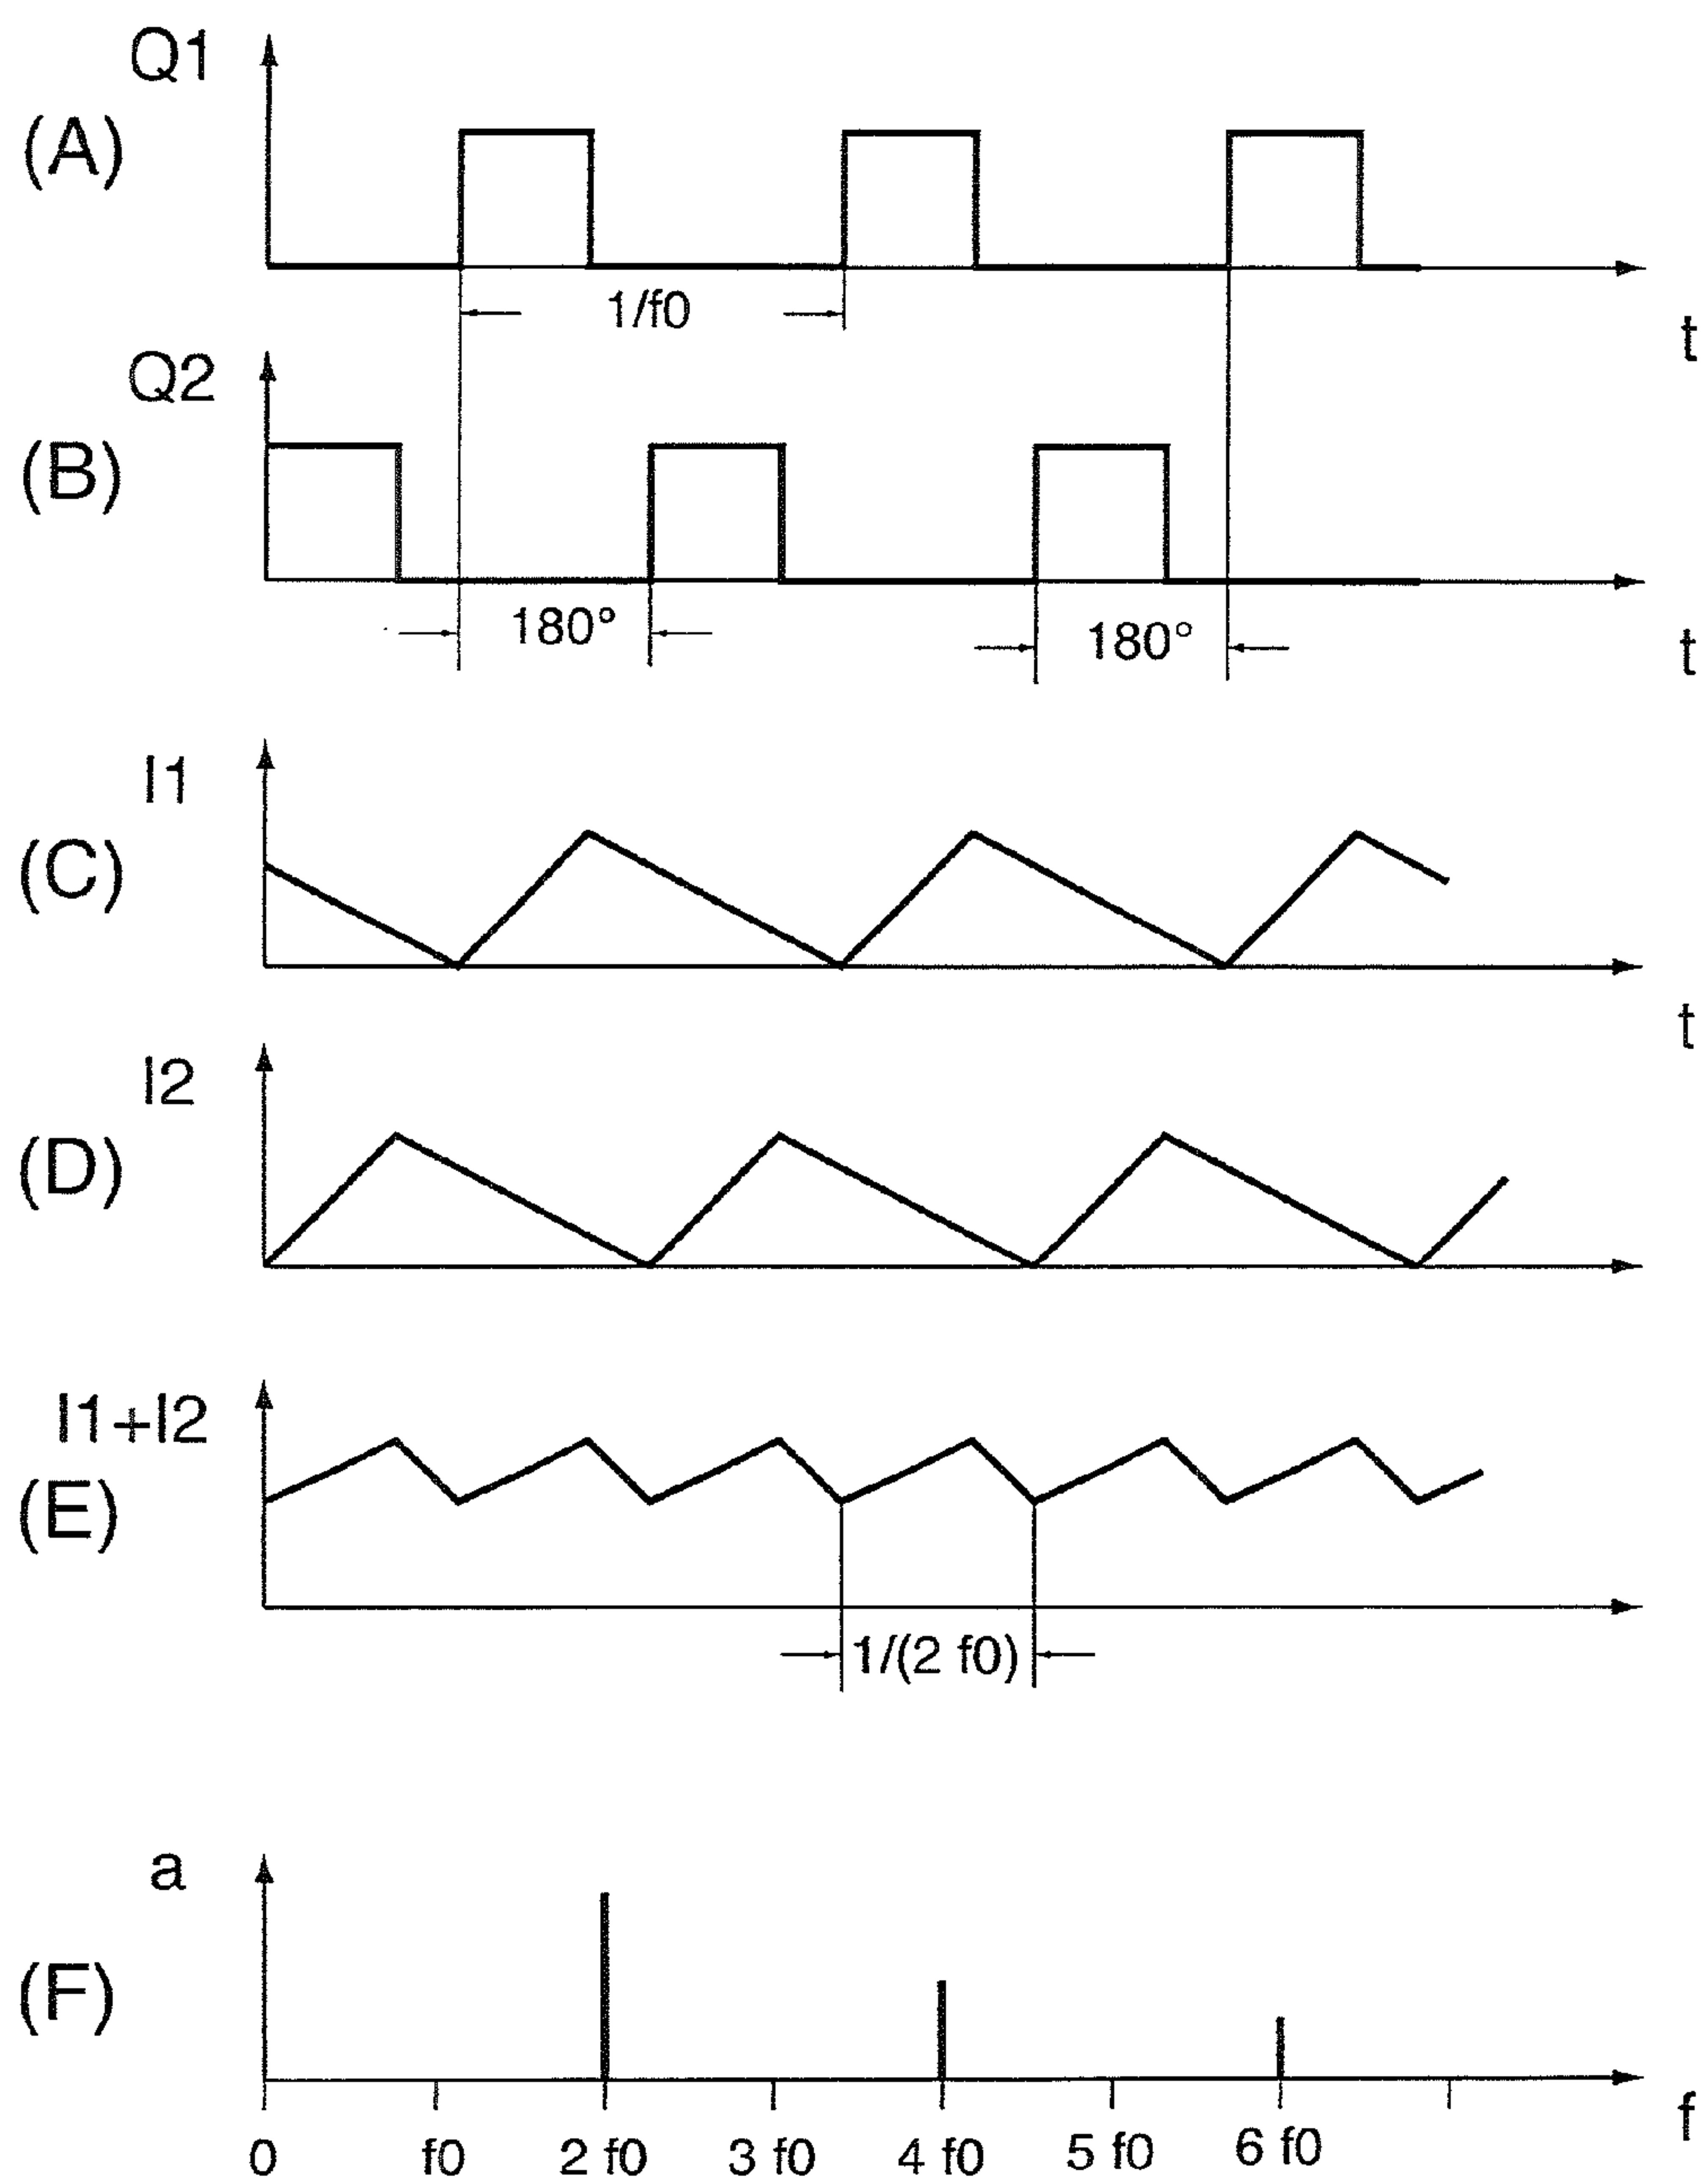 Q1
(A)
1/f0
t
Q2
(B)
180°
180°
t
I1
(C)
t
I2
(D)
I1+I2
(E)
1/(2 f0)
a
(F)
f
0 f0 2 f0 3 f0 4 f0 5 f0 6 f0